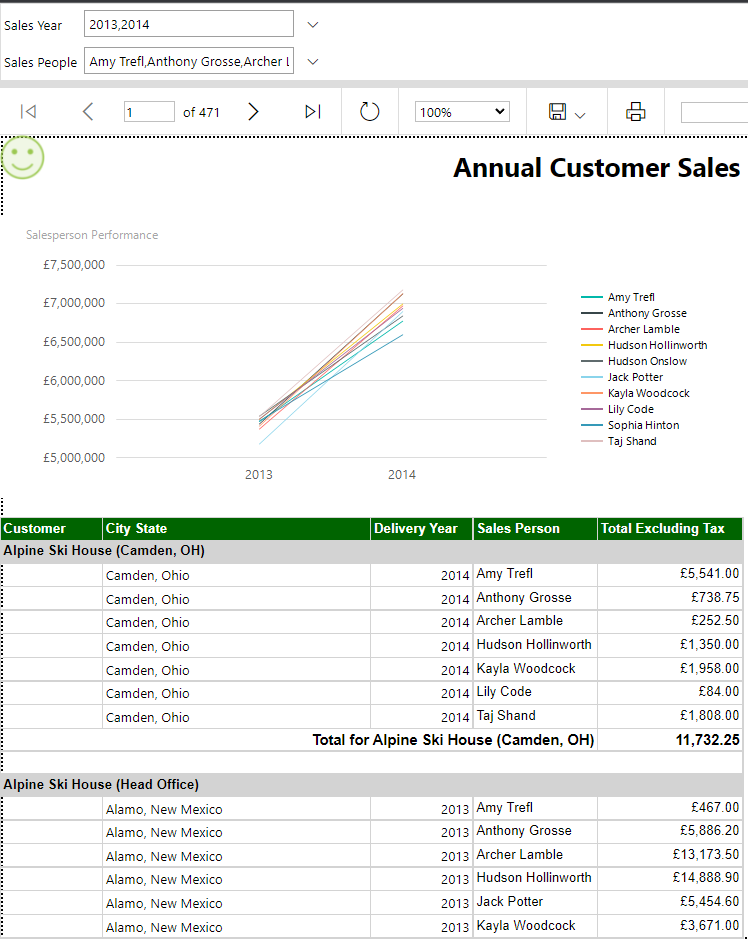 Sales Year 2013,2014
Sales People Amy Trefl,Anthony Grosse,Archer L
1 of 471 100%
Annual Customer Sales
Salesperson Performance
£7,500,000
£7,000,000
£6,500,000
£6,000,000
£5,500,000
£5,000,000
2013 2014
Amy Trefl
Anthony Grosse
Archer Lamble
Hudson Hollinworth
Hudson Onslow
Jack Potter
Kayla Woodcock
Lily Code
Sophia Hinton
Taj Shand
Customer City State Delivery Year Sales Person Total Excluding Tax
Alpine Ski House (Camden, OH)
Camden, Ohio 2014 Amy Trefl £5,541.00
Camden, Ohio 2014 Anthony Grosse £738.75
Camden, Ohio 2014 Archer Lamble £252.50
Camden, Ohio 2014 Hudson Hollinworth £1,350.00
Camden, Ohio 2014 Kayla Woodcock £1,958.00
Camden, Ohio 2014 Lily Code £84.00
Camden, Ohio 2014 Taj Shand £1,808.00
Total for Alpine Ski House (Camden, OH) 11,732.25
Alpine Ski House (Head Office)
Alamo, New Mexico 2013 Amy Trefl £467.00
Alamo, New Mexico 2013 Anthony Grosse £5,886.20
Alamo, New Mexico 2013 Archer Lamble £13,173.50
Alamo, New Mexico 2013 Hudson Hollinworth £14,888.90
Alamo, New Mexico 2013 Jack Potter £5,454.60
Alamo, New Mexico 2013 Kayla Woodcock £3,671.00